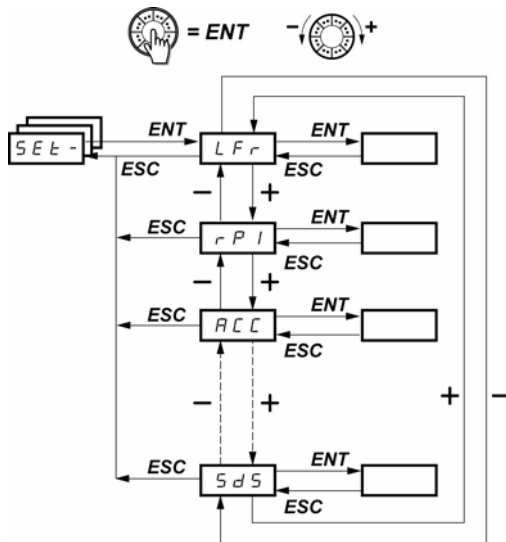 = ENT - +
SEt - ENT LFr ENT
ESC ESC
- +
ESC rPI ENT
ESC
- +
ESC ACC ENT
ESC
- + + -
ESC SdS ENT
ESC